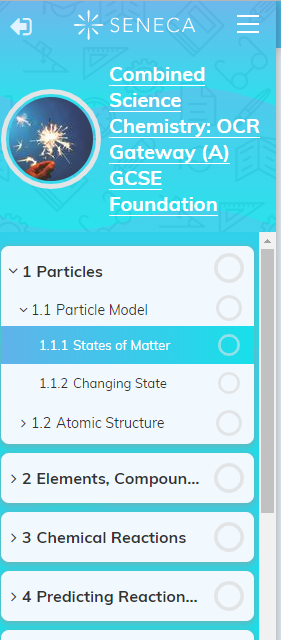 SENECA
Combined
Science
Chemistry: OCR
Gateway (A)
GCSE
Foundation
1 Particles
1.1 Particle Model
1.1.1 States of Matter
1.1.2 Changing State
1.2 Atomic Structure
2 Elements, Compoun...
3 Chemical Reactions
4 Predicting Reaction...